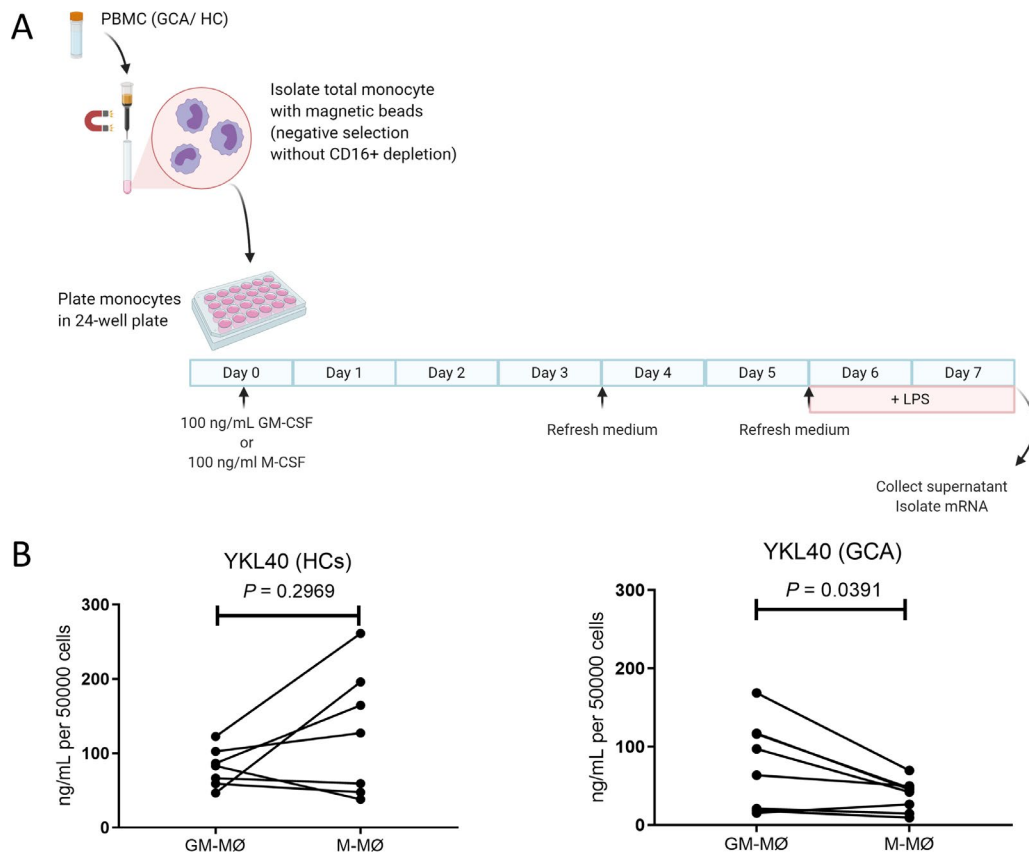 A
PBMC (GCA/ HC)
Isolate total monocyte
with magnetic beads
(negative selection
without CD16+ depletion)
Plate monocytes
in 24-well plate
Day 0
Day 1
Day 2
Day 3
Day 4
Day 5
Day 6
Day 7
+ LPS
100 ng/mL GM-CSF
or
100 ng/ml M-CSF
Refresh medium
Refresh medium
Collect supernatant
Isolate mRNA
B
YKL40 (HCs)
P = 0.2969
ng/mL per 50000 cells
300
200
100
0
GM-MØ
M-MØ
YKL40 (GCA)
P = 0.0391
ng/mL per 50000 cells
300
200
100
0
GM-MØ
M-MØ